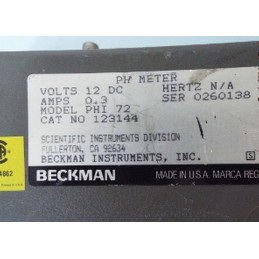 PH METER
VOLTS 12 DC HERTZ N/A
AMPS 0.3 SER 0260138
MODEL PHI 72
CAT NO 123144
SCIENTIFIC INSTRUMENTS DIVISION
FULLERTON, CA 92634
BECKMAN INSTRUMENTS, INC.
BECKMAN MADE IN U.S.A. MARCA REG